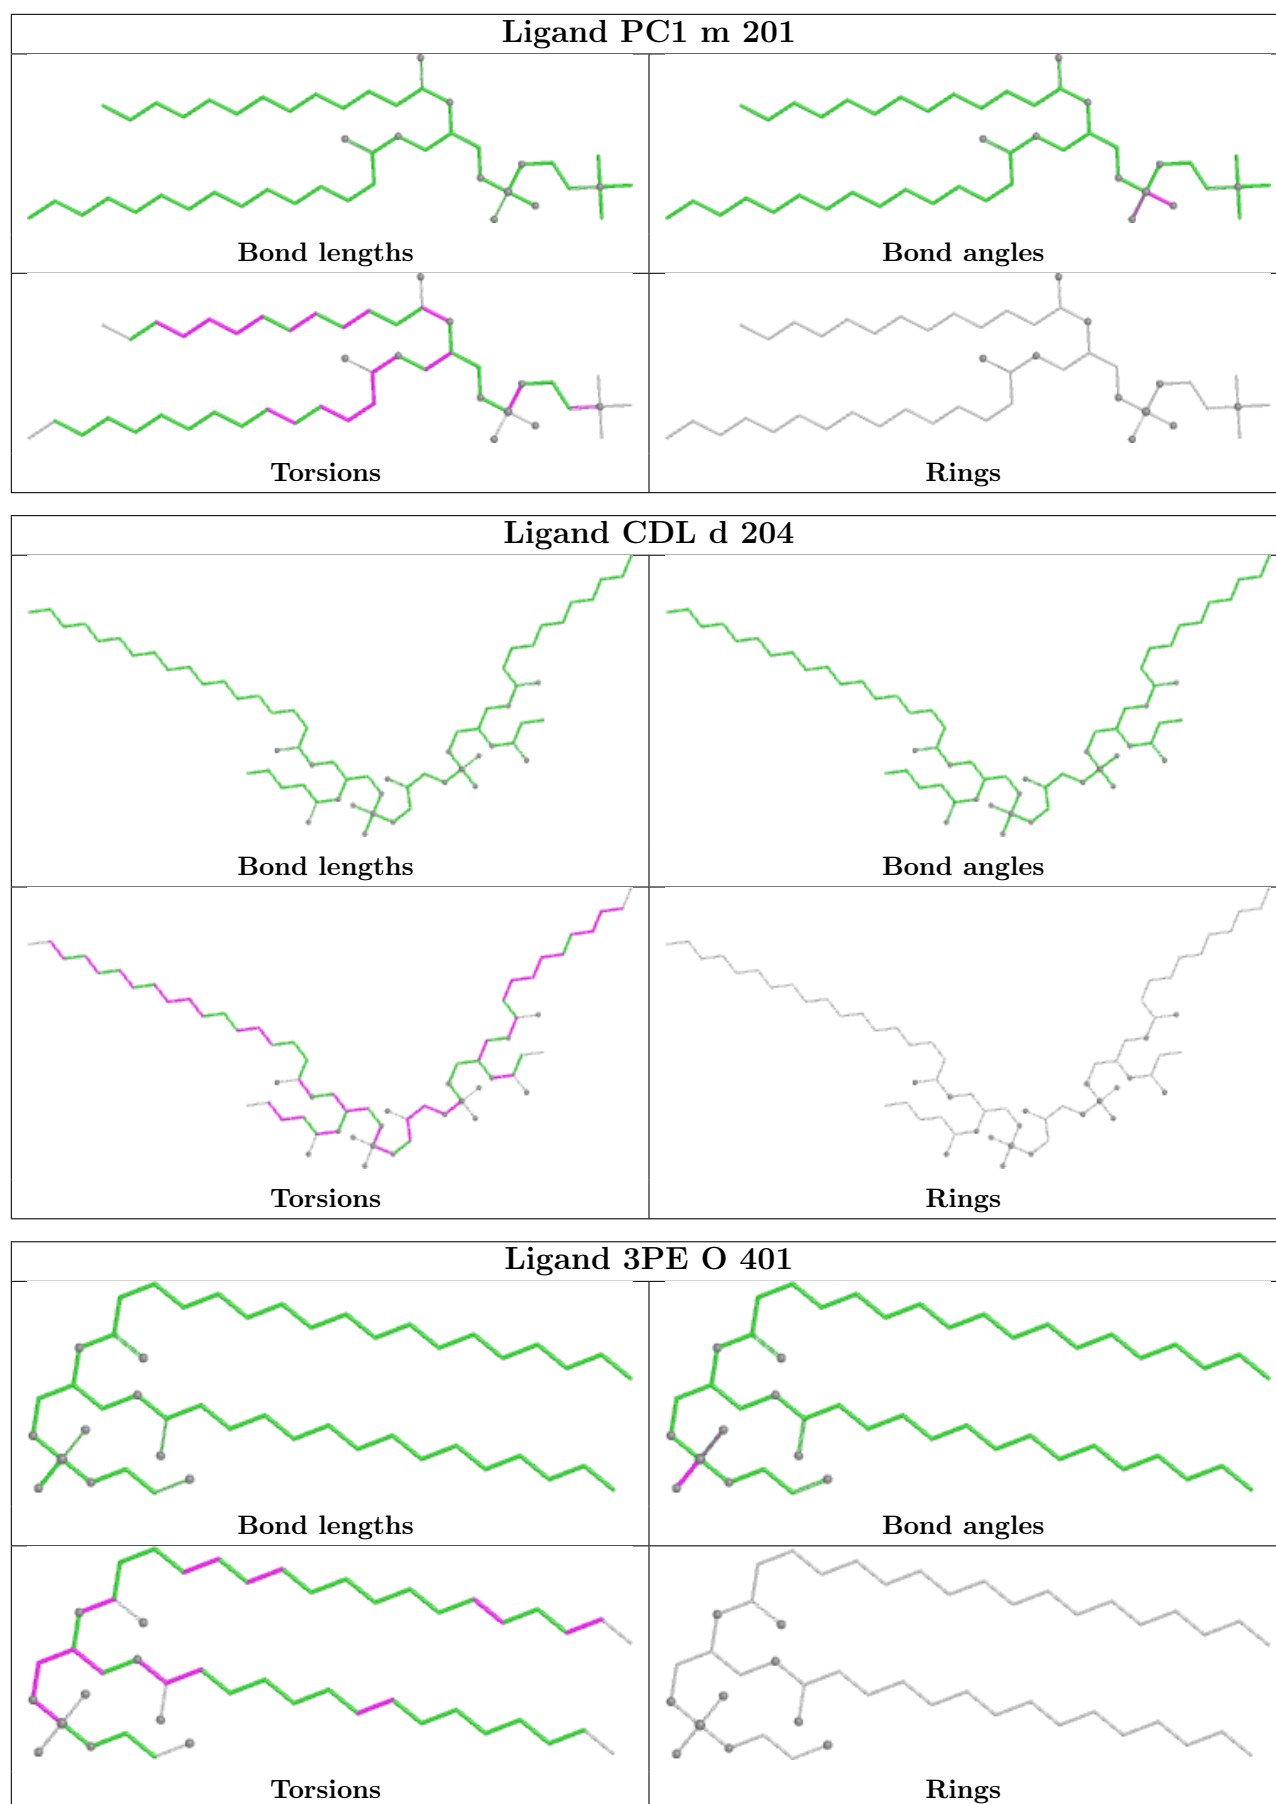 Ligand PC1 m 201
Bond lengths
Bond angles
Torsions
Rings
Ligand CDL d 204
Bond lengths
Bond angles
Torsions
Rings
Ligand 3PE O 401
Bond lengths
Bond angles
Torsions
Rings